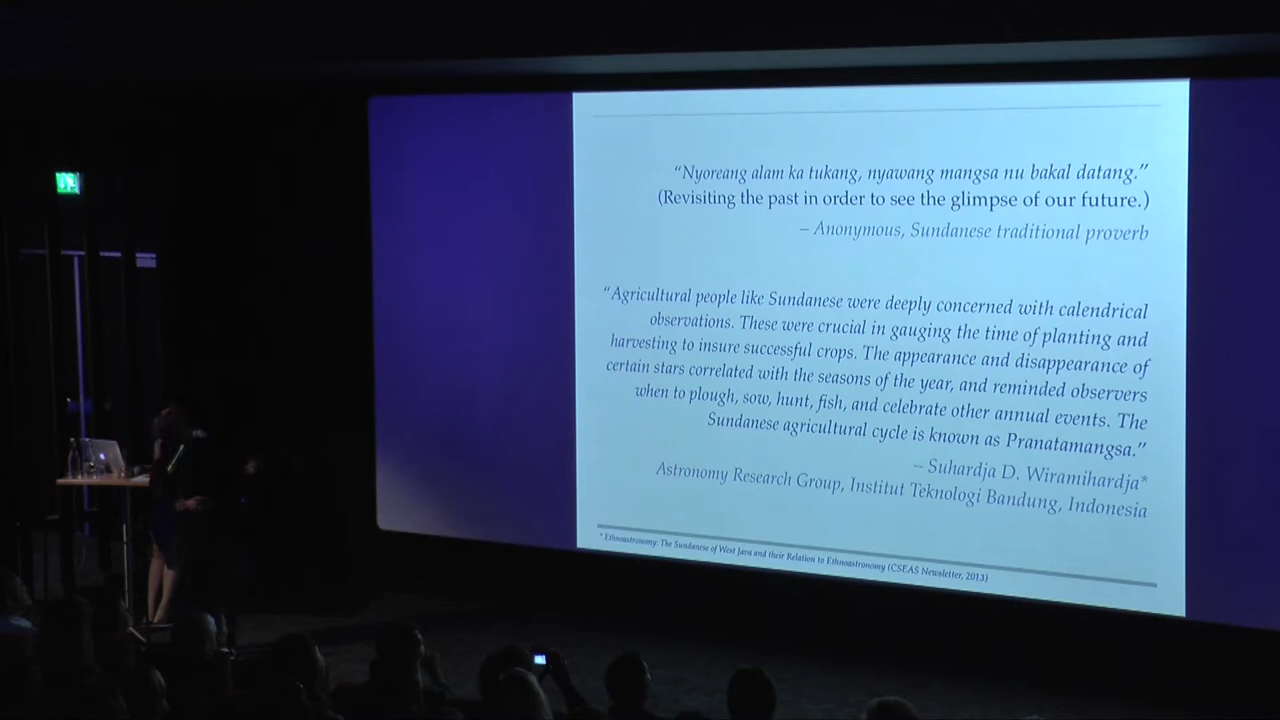 “Nyoreang alam ka tukang, nyawang mangsa nu bakal datang.”
(Revisiting the past in order to see the glimpse of our future.)
– Anonymous, Sundanese traditional proverb
“Agricultural people like Sundanese were deeply concerned with calendrical
observations. These were crucial in gauging the time of planting and
harvesting to insure successful crops. The appearance and disappearance of
certain stars correlated with the seasons of the year, and reminded observers
when to plough, sow, hunt, fish, and celebrate other annual events. The
Sundanese agricultural cycle is known as Pranatamangsa.”
– Suhardja D. Wiramihardja*
Astronomy Research Group, Institut Teknologi Bandung, Indonesia
* Ethnoastronomy: The Sundanese of West Java and their Relation to Ethnoastronomy (CSEAS Newsletter, 2013)